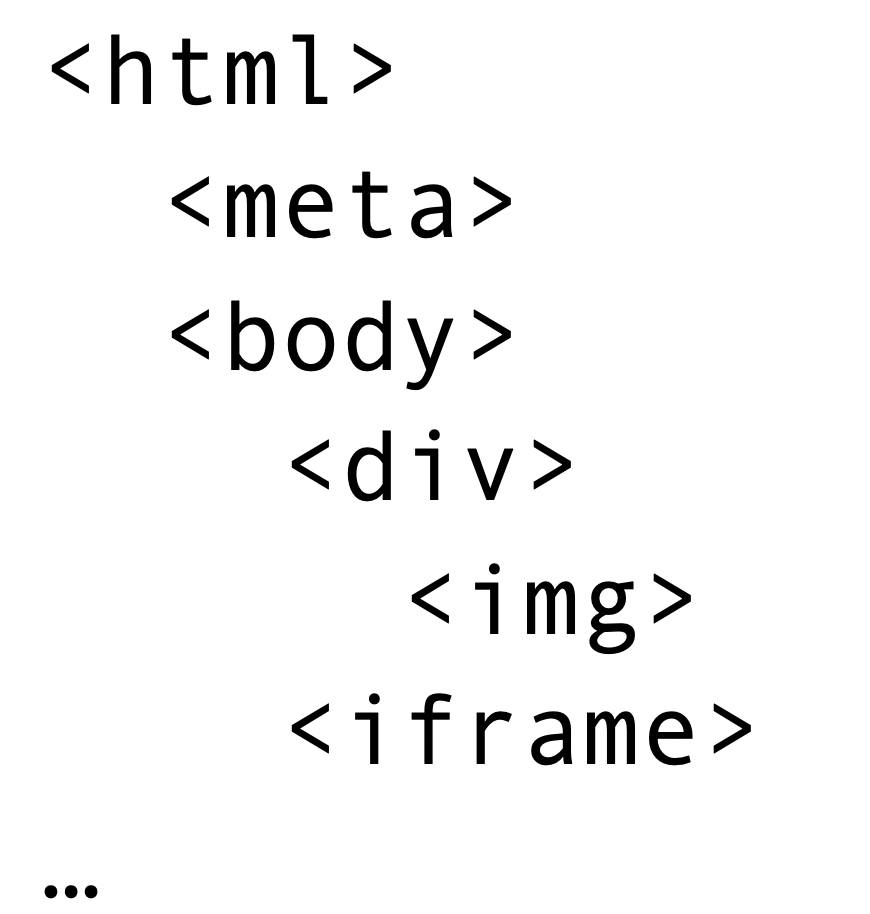 <html>
<meta>
<body>
<div>
<img>
<iframe>
...